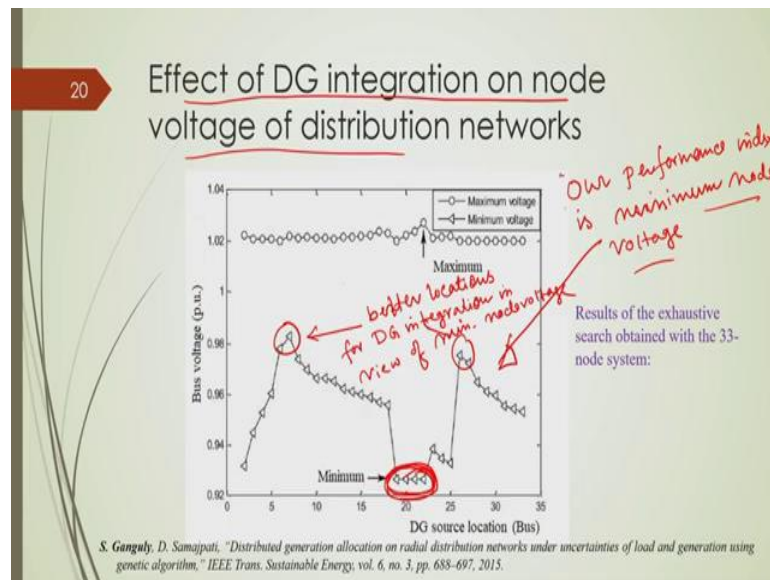 20
Effect of DG integration on node
voltage of distribution networks
Our performance index
is minimum node
voltage
1.04
1.02
1
0.98
0.96
0.94
0.92
Bus voltage (p.u.)
Maximum voltage
Minimum voltage
Maximum
better locations
for DG integration in
view of min. node voltage
Minimum
0
5
10
15
20
25
30
35
DG source location (Bus)
Results of the exhaustive
search obtained with the 33-
node system:
S. Ganguly, D. Samajpati, "Distributed generation allocation on radial distribution networks under uncertainties of load and generation using
genetic algorithm," IEEE Trans. Sustainable Energy, vol. 6, no. 3, pp. 688–697, 2015.